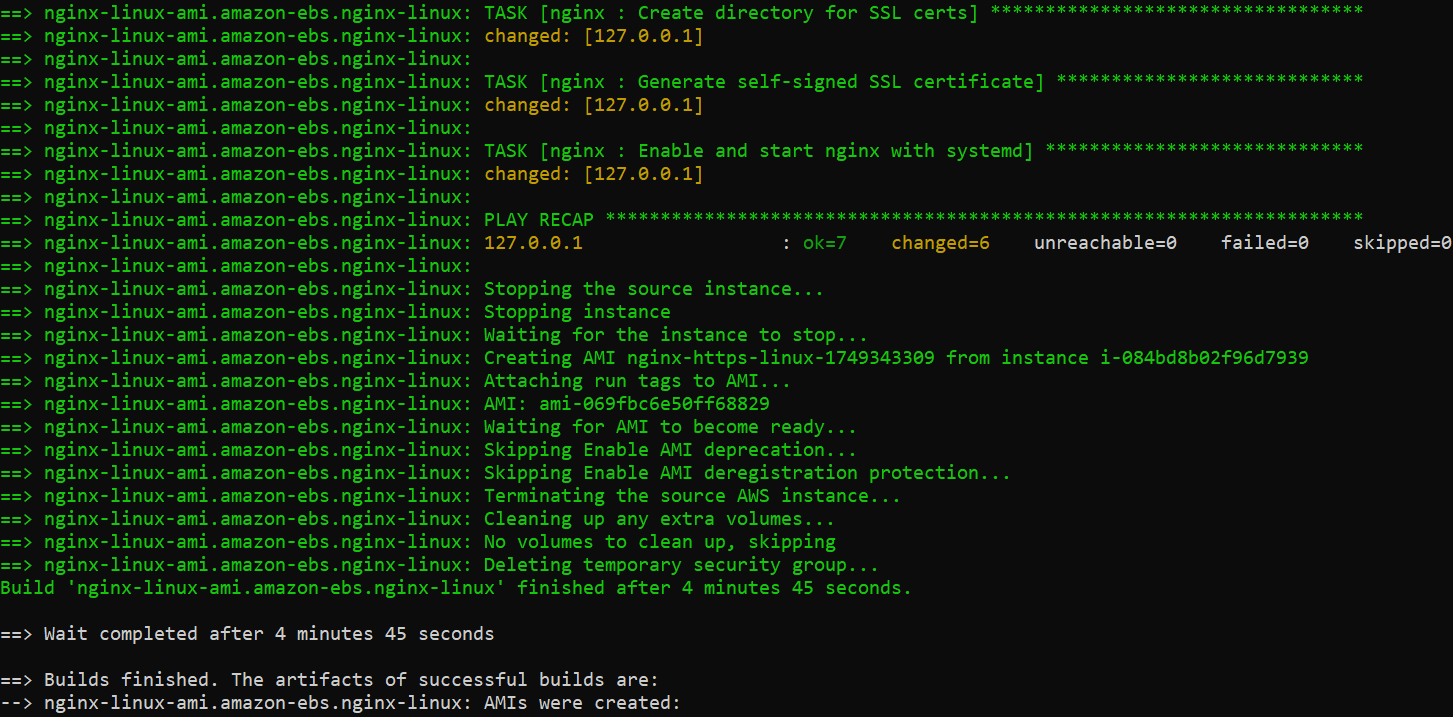 ==> nginx-linux-ami.amazon-ebs.nginx-linux: TASK [nginx : Create directory for SSL certs] **********************************
==> nginx-linux-ami.amazon-ebs.nginx-linux: changed: [127.0.0.1]
==> nginx-linux-ami.amazon-ebs.nginx-linux:
==> nginx-linux-ami.amazon-ebs.nginx-linux: TASK [nginx : Generate self-signed SSL certificate] ****************************
==> nginx-linux-ami.amazon-ebs.nginx-linux: changed: [127.0.0.1]
==> nginx-linux-ami.amazon-ebs.nginx-linux:
==> nginx-linux-ami.amazon-ebs.nginx-linux: TASK [nginx : Enable and start nginx with systemd] *****************************
==> nginx-linux-ami.amazon-ebs.nginx-linux: changed: [127.0.0.1]
==> nginx-linux-ami.amazon-ebs.nginx-linux:
==> nginx-linux-ami.amazon-ebs.nginx-linux: PLAY RECAP *********************************************************************
==> nginx-linux-ami.amazon-ebs.nginx-linux: 127.0.0.1                  : ok=7    changed=6    unreachable=0    failed=0    skipped=0
==> nginx-linux-ami.amazon-ebs.nginx-linux:
==> nginx-linux-ami.amazon-ebs.nginx-linux: Stopping the source instance...
==> nginx-linux-ami.amazon-ebs.nginx-linux: Stopping instance
==> nginx-linux-ami.amazon-ebs.nginx-linux: Waiting for the instance to stop...
==> nginx-linux-ami.amazon-ebs.nginx-linux: Creating AMI nginx-https-linux-1749343309 from instance i-084bd8b02f96d7939
==> nginx-linux-ami.amazon-ebs.nginx-linux: Attaching run tags to AMI...
==> nginx-linux-ami.amazon-ebs.nginx-linux: AMI: ami-069fbc6e50ff68829
==> nginx-linux-ami.amazon-ebs.nginx-linux: Waiting for AMI to become ready...
==> nginx-linux-ami.amazon-ebs.nginx-linux: Skipping Enable AMI deprecation...
==> nginx-linux-ami.amazon-ebs.nginx-linux: Skipping Enable AMI deregistration protection...
==> nginx-linux-ami.amazon-ebs.nginx-linux: Terminating the source AWS instance...
==> nginx-linux-ami.amazon-ebs.nginx-linux: Cleaning up any extra volumes...
==> nginx-linux-ami.amazon-ebs.nginx-linux: No volumes to clean up, skipping
==> nginx-linux-ami.amazon-ebs.nginx-linux: Deleting temporary security group...
Build 'nginx-linux-ami.amazon-ebs.nginx-linux' finished after 4 minutes 45 seconds.
==> Wait completed after 4 minutes 45 seconds
==> Builds finished. The artifacts of successful builds are:
--> nginx-linux-ami.amazon-ebs.nginx-linux: AMIs were created: